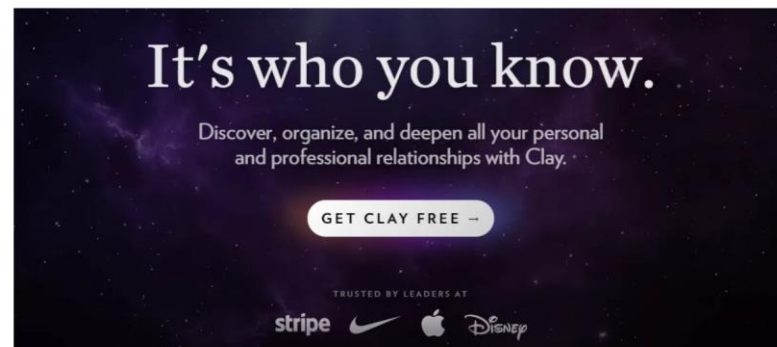 It's who you know.
Discover, organize, and deepen all your personal
and professional relationships with Clay.
GET CLAY FREE →
TRUSTED BY LEADERS AT
stripe Disney